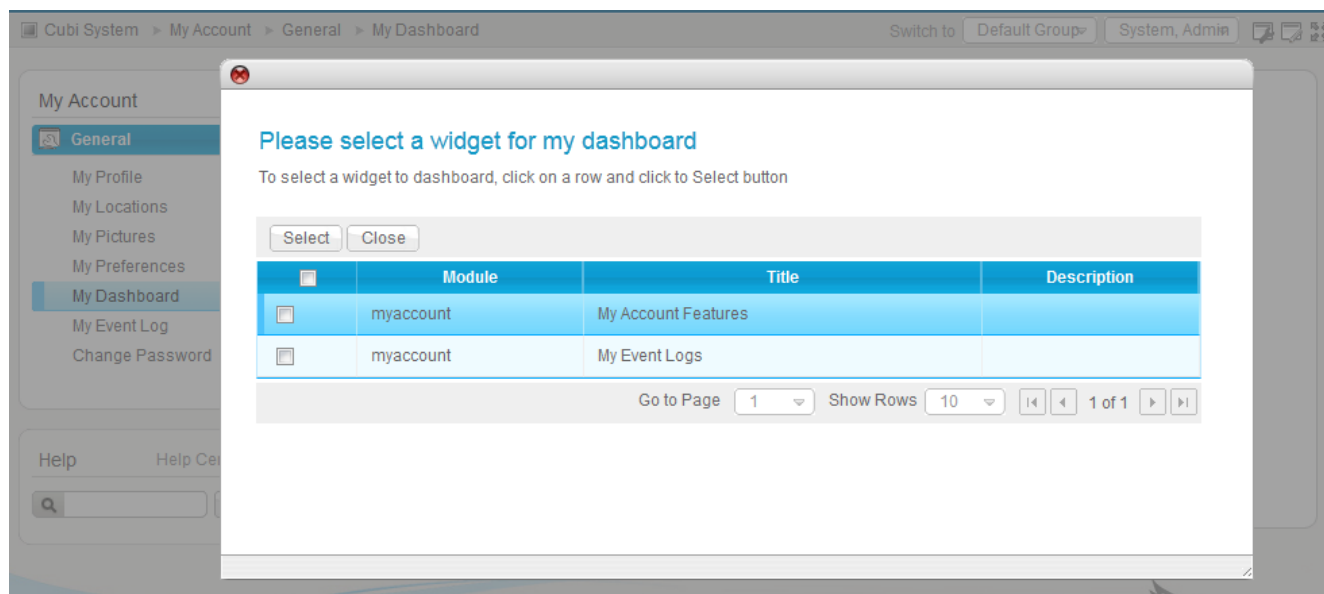 Cubi System > My Account > General > My Dashboard Switch to Default Group System, Admin
My Account
General
My Profile
My Locations
My Pictures
My Preferences
My Dashboard
My Event Log
Change Password
Help Help
Please select a widget for my dashboard
To select a widget to dashboard, click on a row and click to Select button
Select Close
Module Title Description
myaccount My Account Features
myaccount My Event Logs
Go to Page 1 Show Rows 10 1 of 1